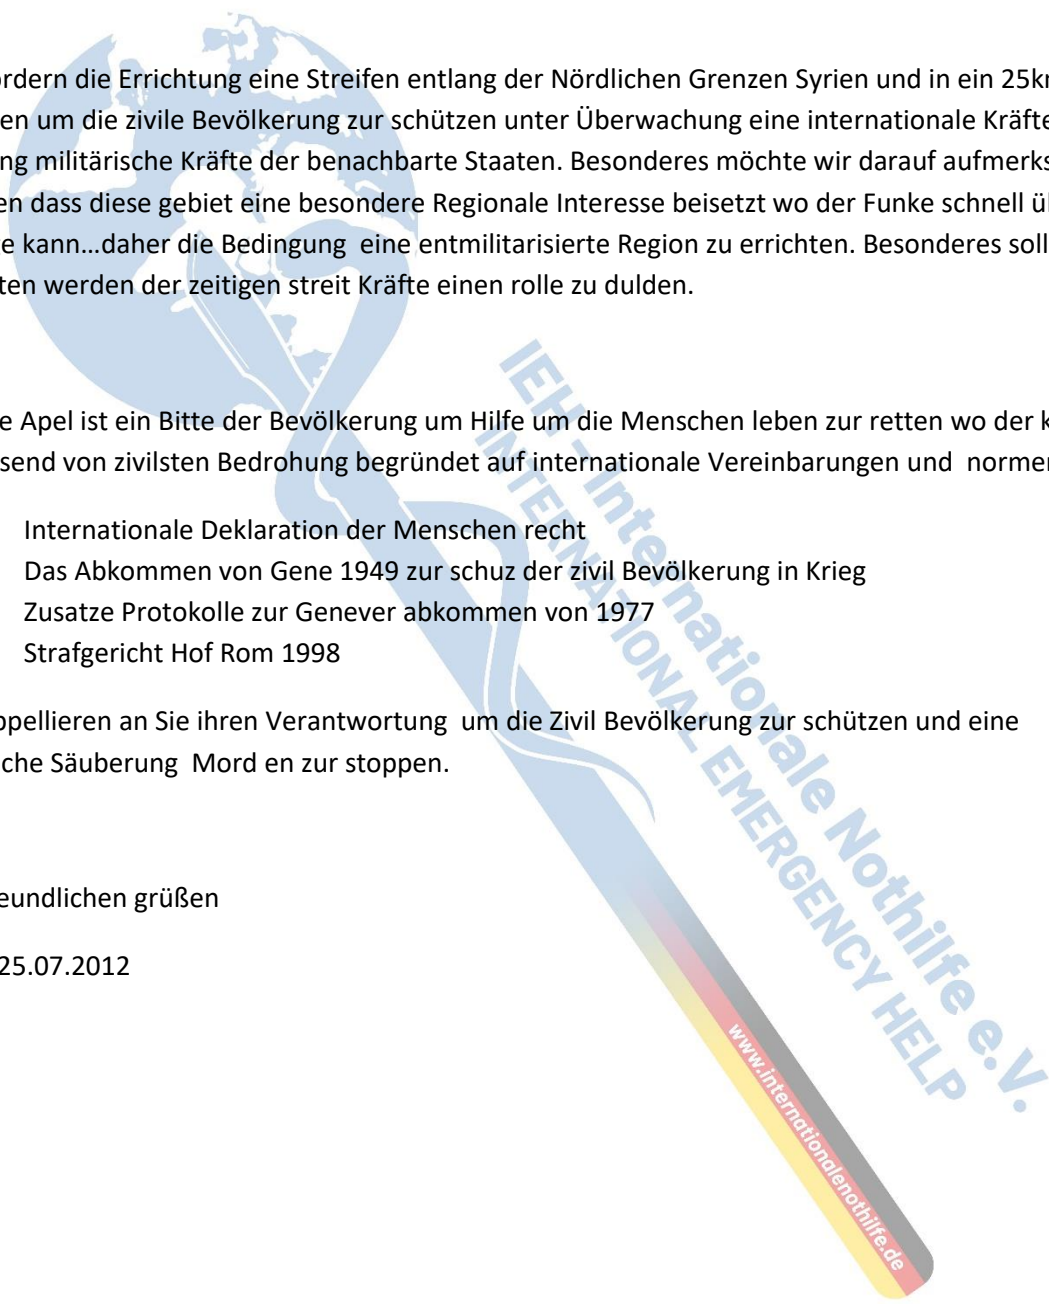 rdern die Errichtung eine Streifen entlang der Nördlichen Grenzen Syrien und in ein 25km
en um die zivile Bevölkerung zur schützen unter Überwachung eine internationale Kräfte
ng militärische Kräfte der benachbarte Staaten. Besonderes möchte wir darauf aufmerks
en dass diese gebiet eine besondere Regionale Interesse beisetzt wo der Funke schnell ü
e kann...daher die Bedingung  eine entmilitarisierte Region zu errichten. Besonderes soll
ten werden der zeitigen streit Kräfte einen rolle zu dulden.
e Apel ist ein Bitte der Bevölkerung um Hilfe um die Menschen leben zur retten wo der k
send von zivilsten Bedrohung begründet auf internationale Vereinbarungen und  normen
Internationale Deklaration der Menschen recht
Das Abkommen von Gene 1949 zur schuz der zivil Bevölkerung in Krieg
Zusatze Protokolle zur Genever abkommen von 1977
Strafgericht Hof Rom 1998
ppellieren an Sie ihren Verantwortung  um die Zivil Bevölkerung zur schützen und eine
che Säuberung  Mord en zur stoppen.
eundlichen grüßen
25.07.2012
IEH - Internationale Nothilfe e.V.
INTERNATIONAL EMERGENCY HELP
www.internationalenothilfe.de